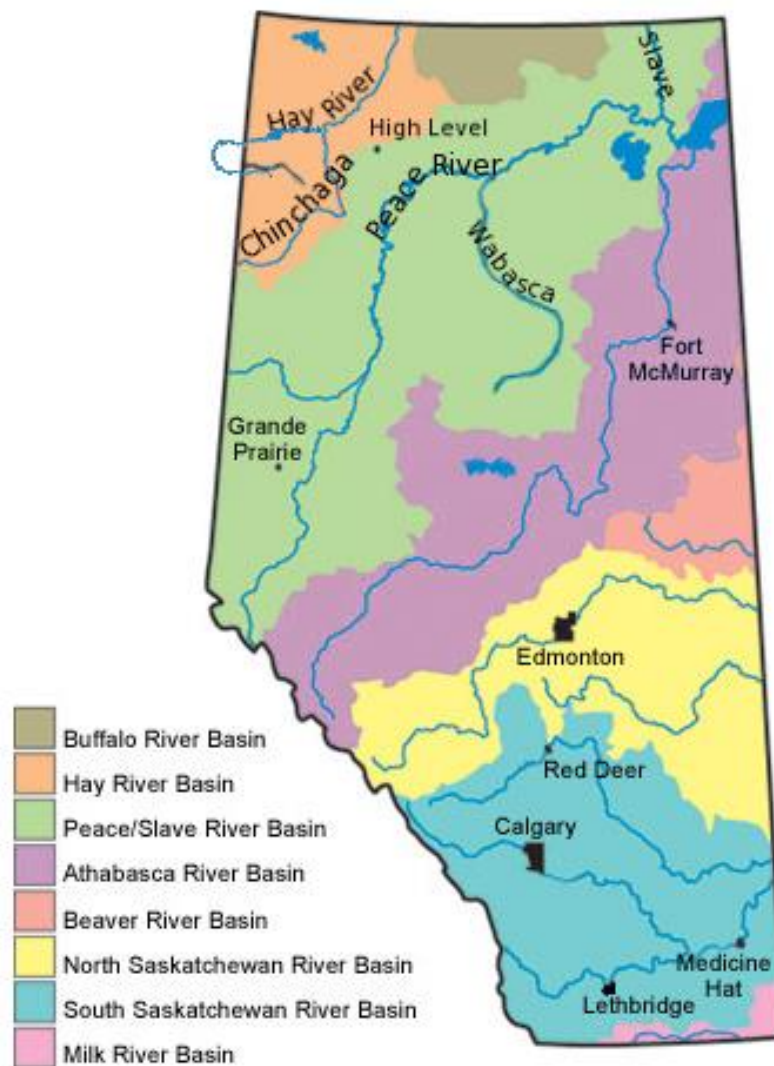 Slave
Hay River
High Level
Chinchaga
Peace River
Wabasca
Fort
McMurray
Grande
Prairie
Edmonton
Red Deer
Calgary
Medicine
Hat
Lethbridge
Buffalo River Basin
Hay River Basin
Peace/Slave River Basin
Athabasca River Basin
Beaver River Basin
North Saskatchewan River Basin
South Saskatchewan River Basin
Milk River Basin